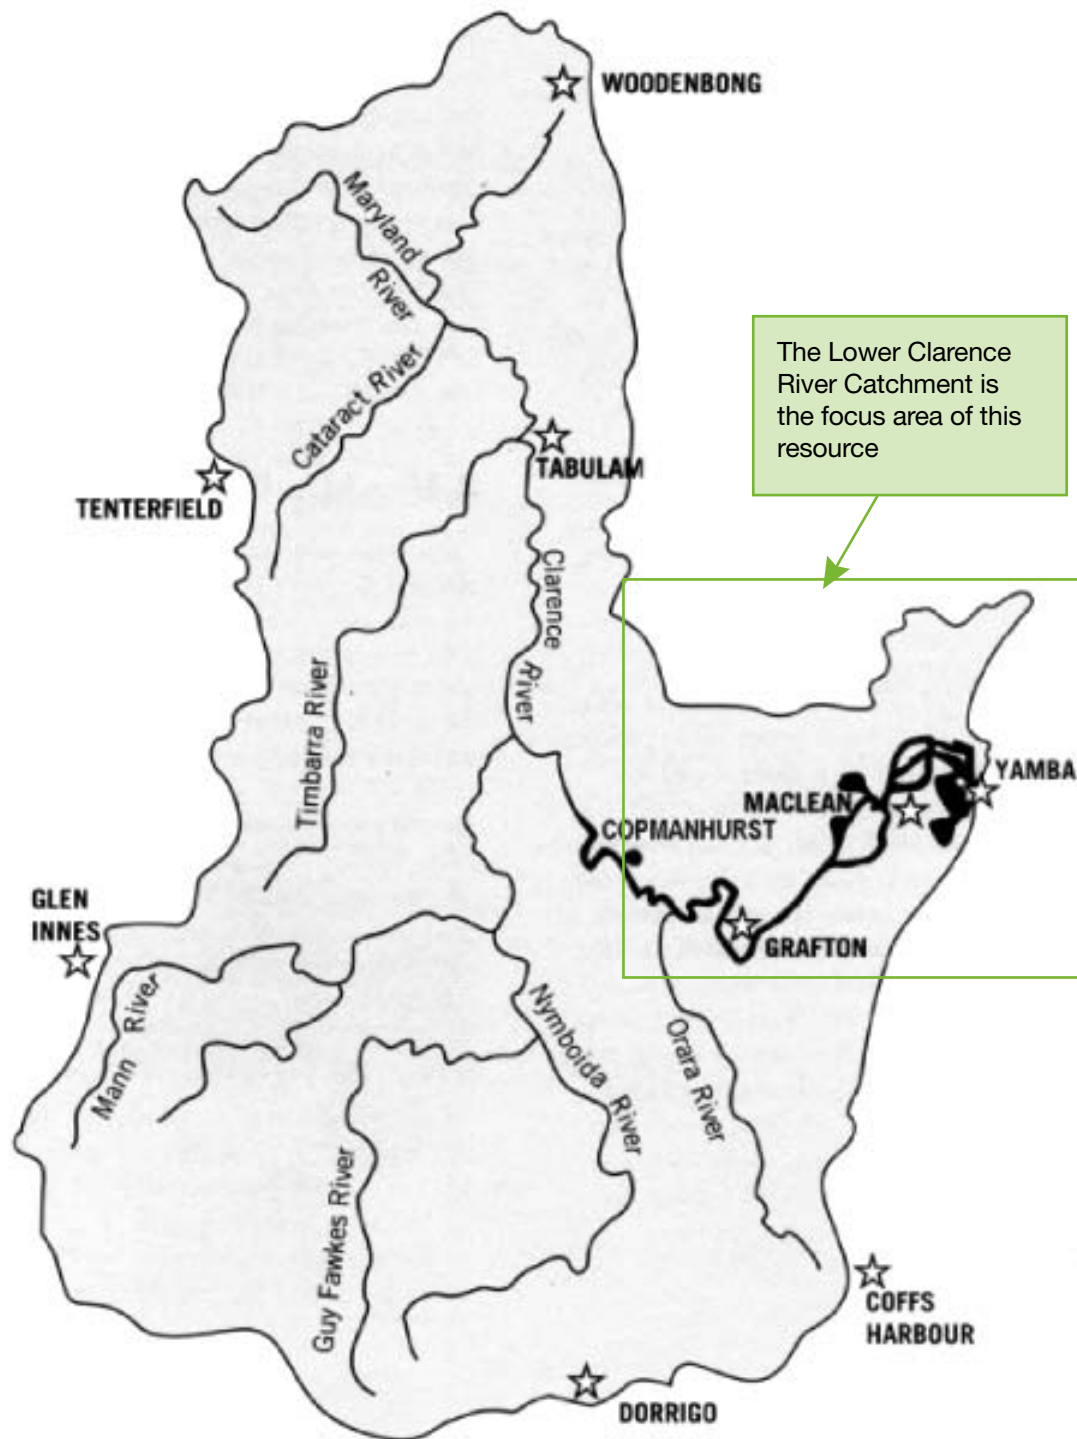 WOODENBONG
Maryland
River
Cataract River
The Lower Clarence
River Catchment is
the focus area of this
resource
TABULAM
TENTERFIELD
Clarence
River
Timbarra River
YAMBA
MACLEAN
COPMANHURST
GLEN
INNES
GRAFTON
Mann River
Nymboida River
Orara River
Guy Fawkes River
COFFS
HARBOUR
DORRIGO